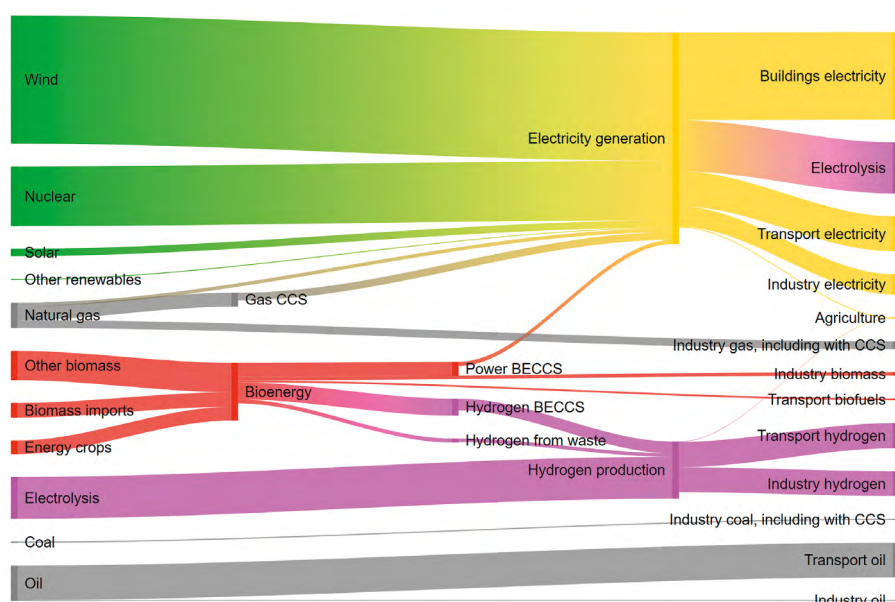 Wind
Nuclear
Solar
Other renewables
Natural gas
Other biomass
Biomass imports
Energy crops
Electrolysis
Coal
Oil
Gas CCS
Bioenergy
Power BECCS
Hydrogen BECCS
Hydrogen from waste
Electricity generation
Hydrogen production
Buildings electricity
Electrolysis
Transport electricity
Industry electricity
Agriculture
Industry gas, including with CCS
Industry biomass
Transport biofuels
Transport hydrogen
Industry hydrogen
Industry coal, including with CCS
Transport oil
Industry oil